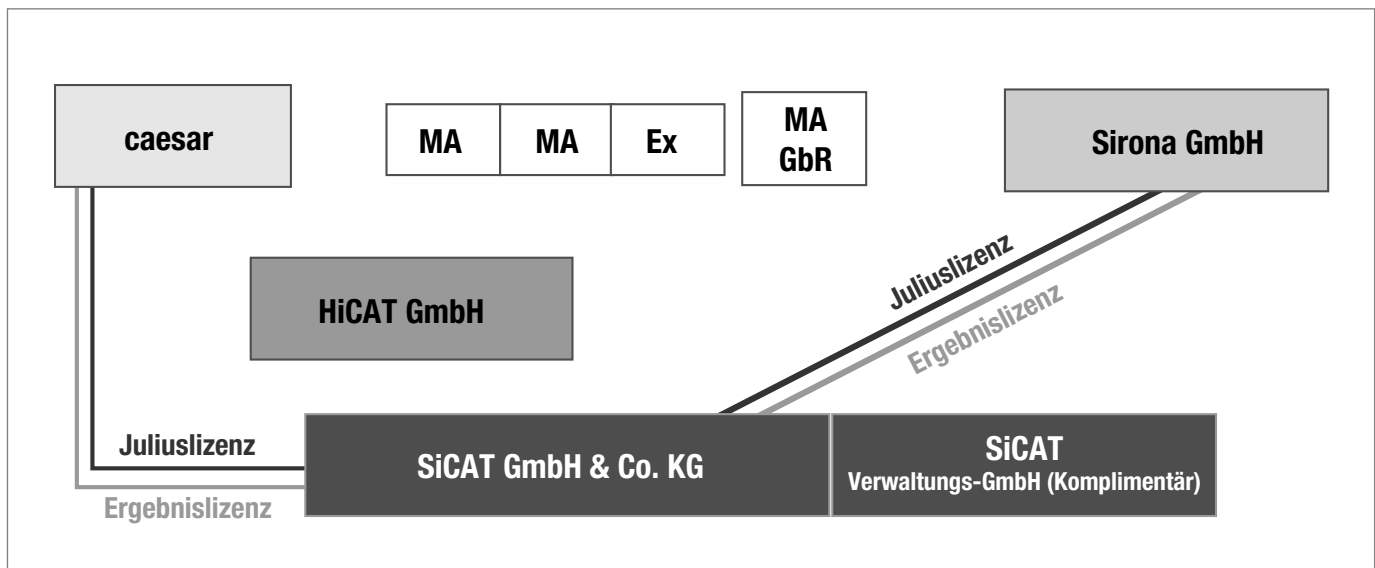 caesar
MA
MA
Ex
MA
GbR
Sirona GmbH
HiCAT GmbH
Juliuslizenz
Ergebnislizenz
Juliuslizenz
Ergebnislizenz
SiCAT GmbH & Co. KG
SiCAT
Verwaltungs-GmbH (Komplimentär)